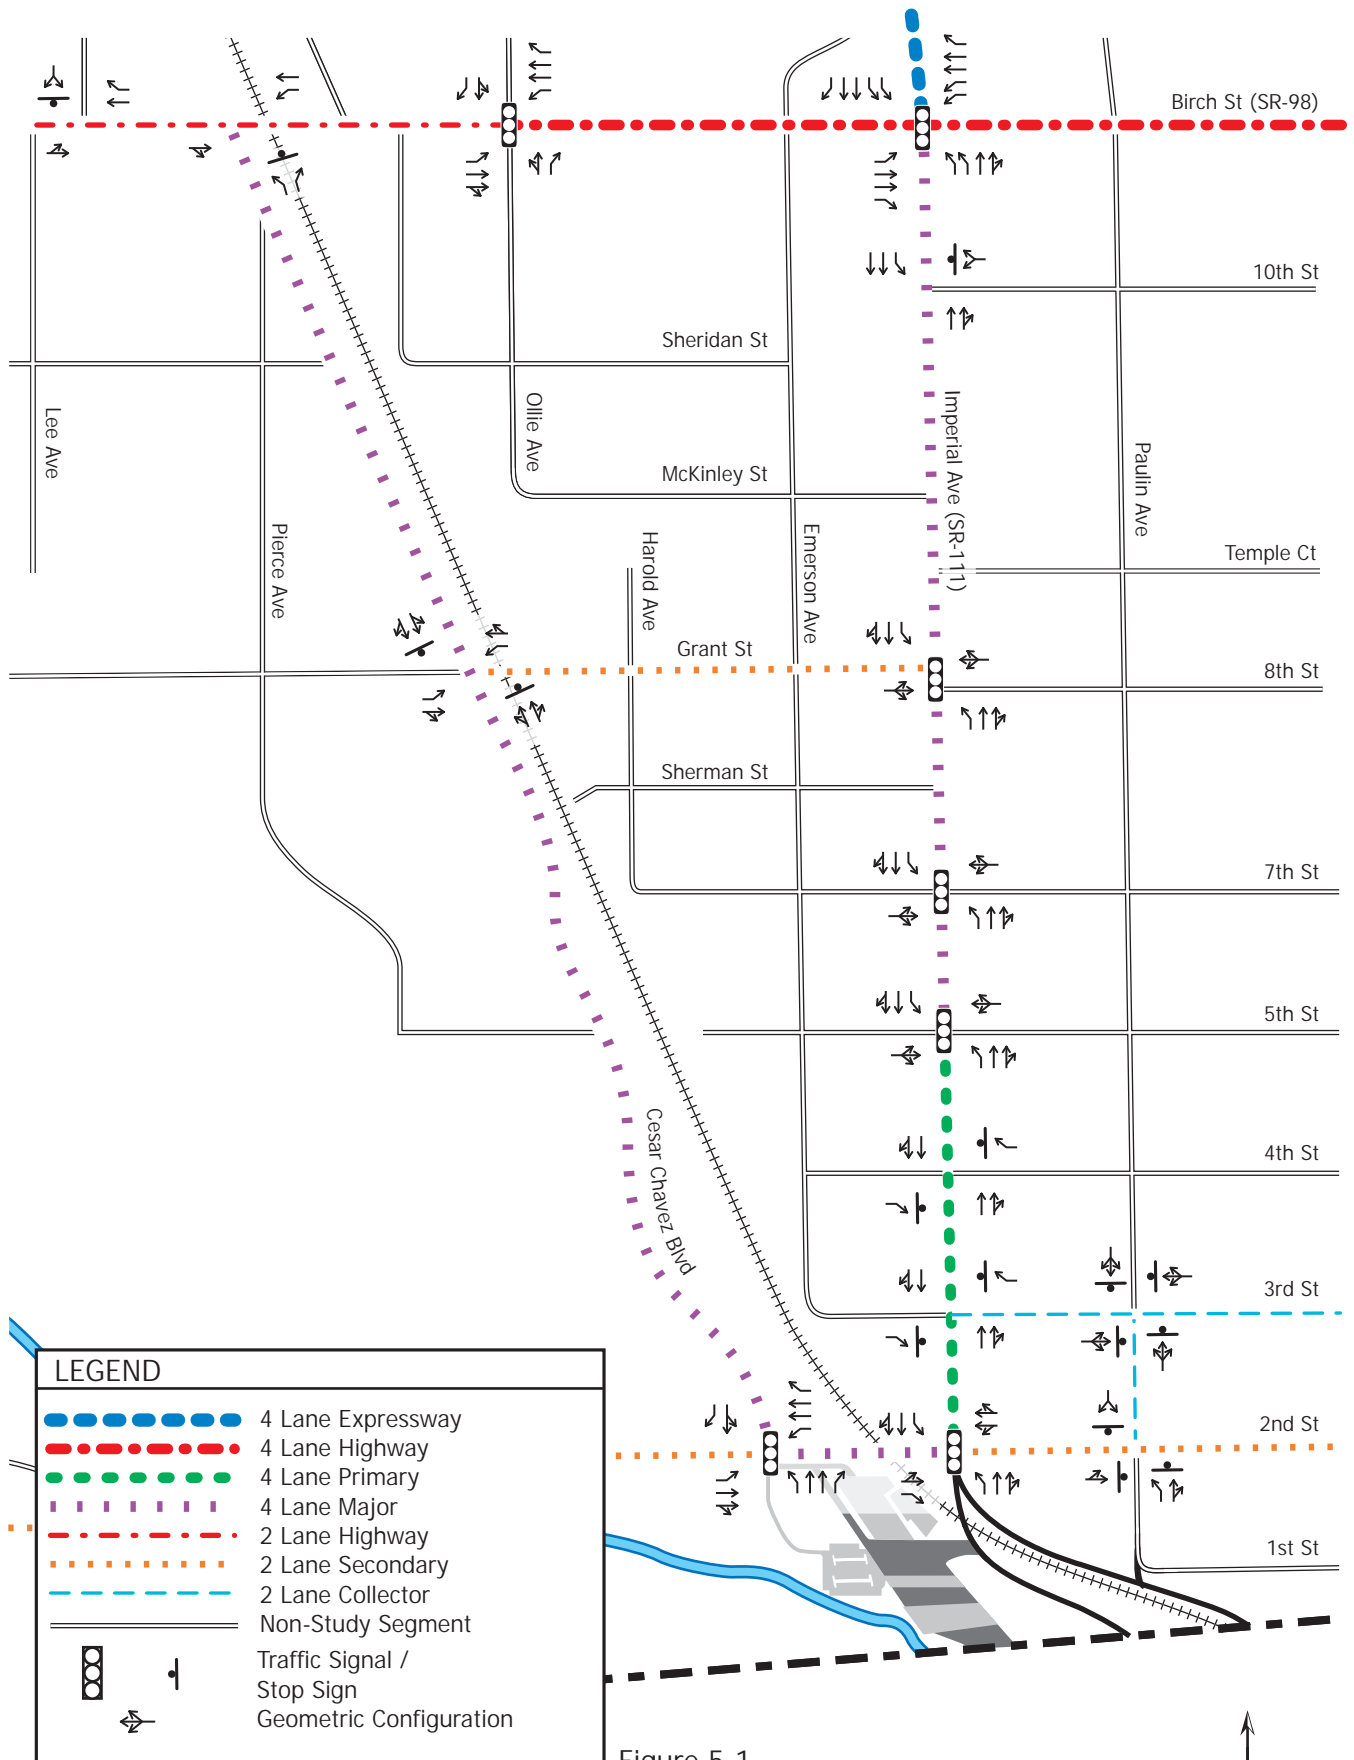 Birch St (SR-98)
10th St
Sheridan St
Lee Ave
Ollie Ave
Imperial Ave (SR-111)
Paulin Ave
McKinley St
Pierce Ave
Harold Ave
Emerson Ave
Temple Ct
Grant St
8th St
Sherman St
7th St
5th St
Cesar Chavez Blvd
4th St
3rd St
2nd St
1st St
LEGEND
4 Lane Expressway
4 Lane Highway
4 Lane Primary
4 Lane Major
2 Lane Highway
2 Lane Secondary
2 Lane Collector
Non-Study Segment
Traffic Signal /
Stop Sign
Geometric Configuration
Figure 5-1